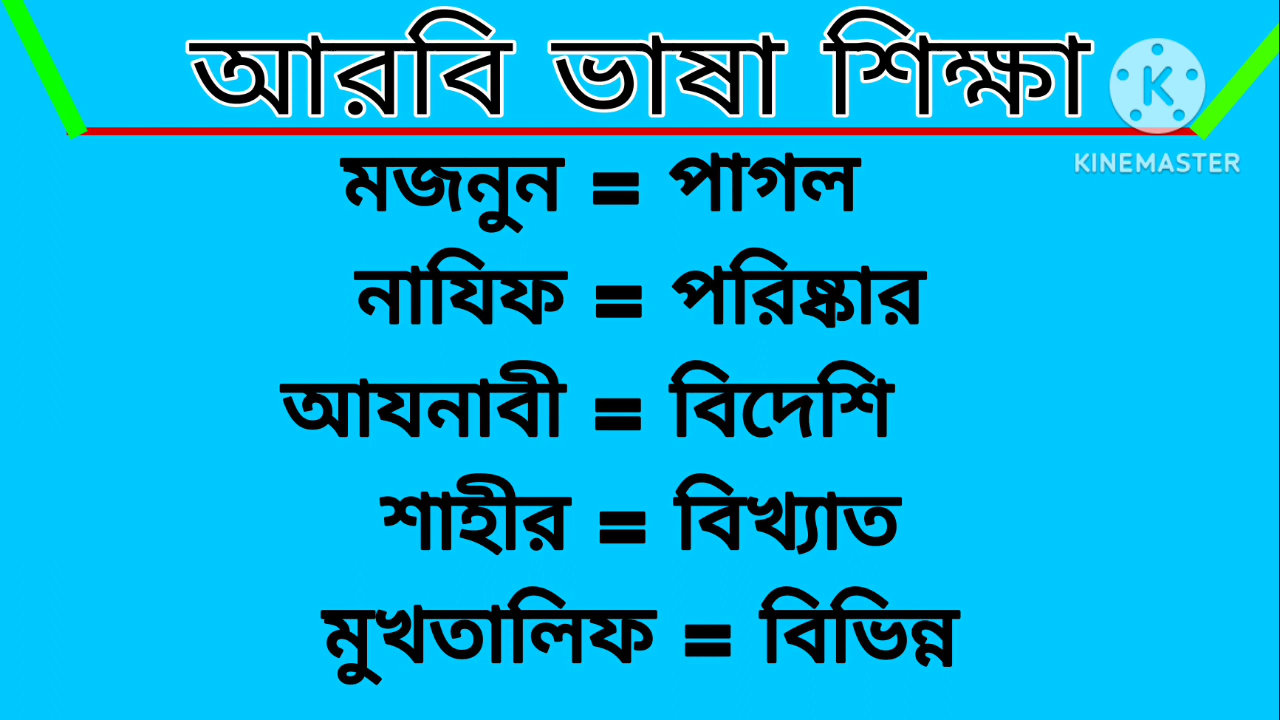 আরবি ভাষা শিক্ষা
K
KINEMASTER
মজনুন = পাগল
নাযিফ = পরিষ্কার
আযনাবী = বিদেশি
শাহীর = বিখ্যাত
মুখতালিফ = বিভিন্ন